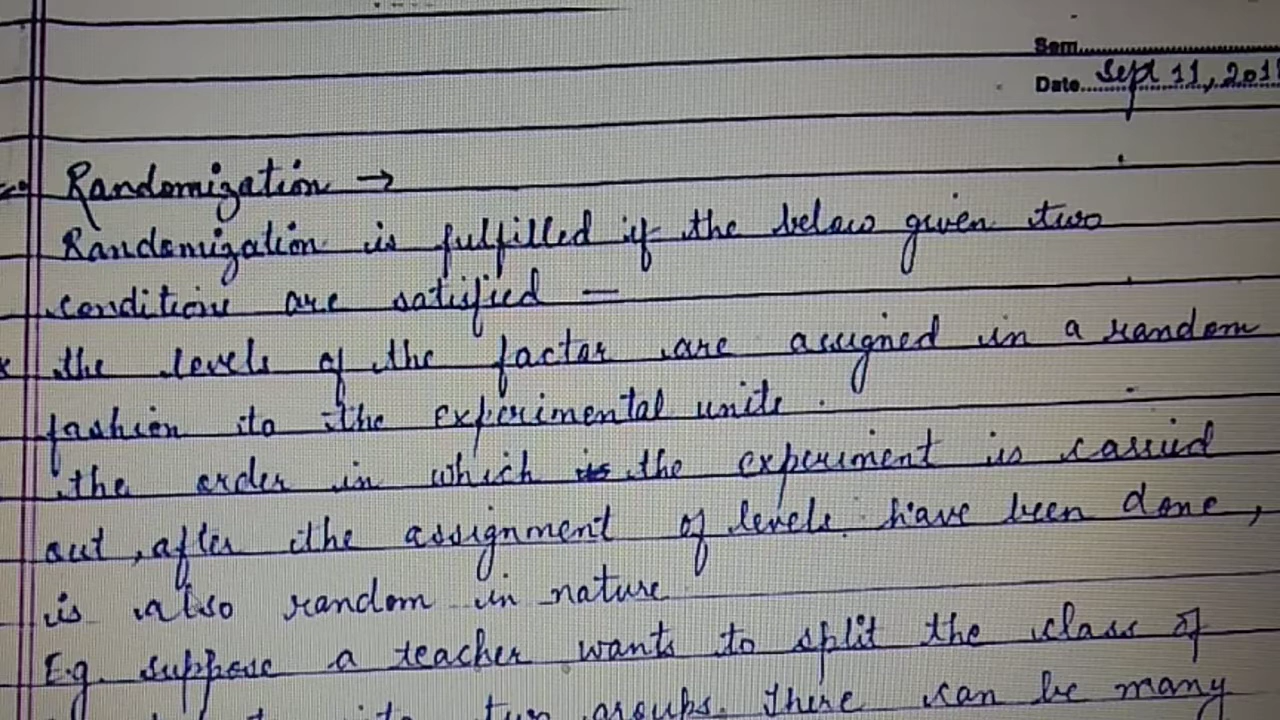 Sem
Date Sept 11, 201
Randomization →
Randomization is fulfilled if the below given two
conditions are satisfied —
the levels of the factor are assigned in a random
fashion to the experimental units.
the order in which the experiment is carried
out, after the assignment of levels have been done,
is also random in nature
E.g. suppose a teacher wants to split the class of
into two groups. There can be many